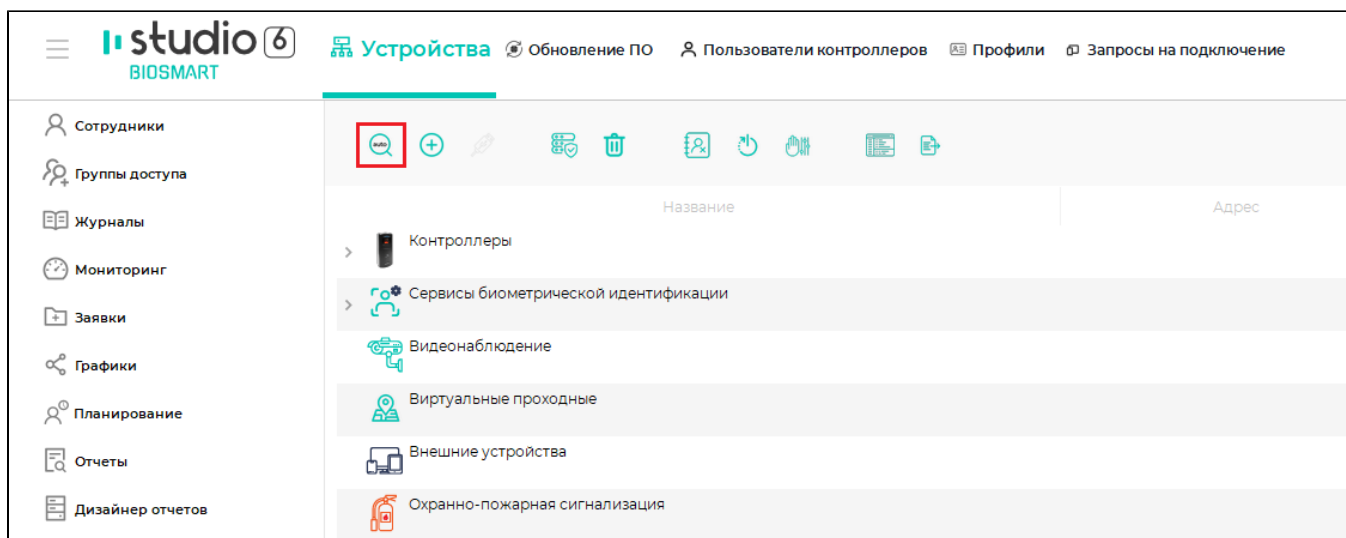 studio 6
BIOSMART
Устройства
Обновление ПО
Пользователи контроллеров
Профили
Запросы на подключение
Сотрудники
Группы доступа
Журналы
Мониторинг
Заявки
Графики
Планирование
Отчеты
Дизайнер отчетов
auto
Название
Адрес
Контроллеры
Сервисы биометрической идентификации
Видеонаблюдение
Виртуальные проходные
Внешние устройства
Охранно-пожарная сигнализация